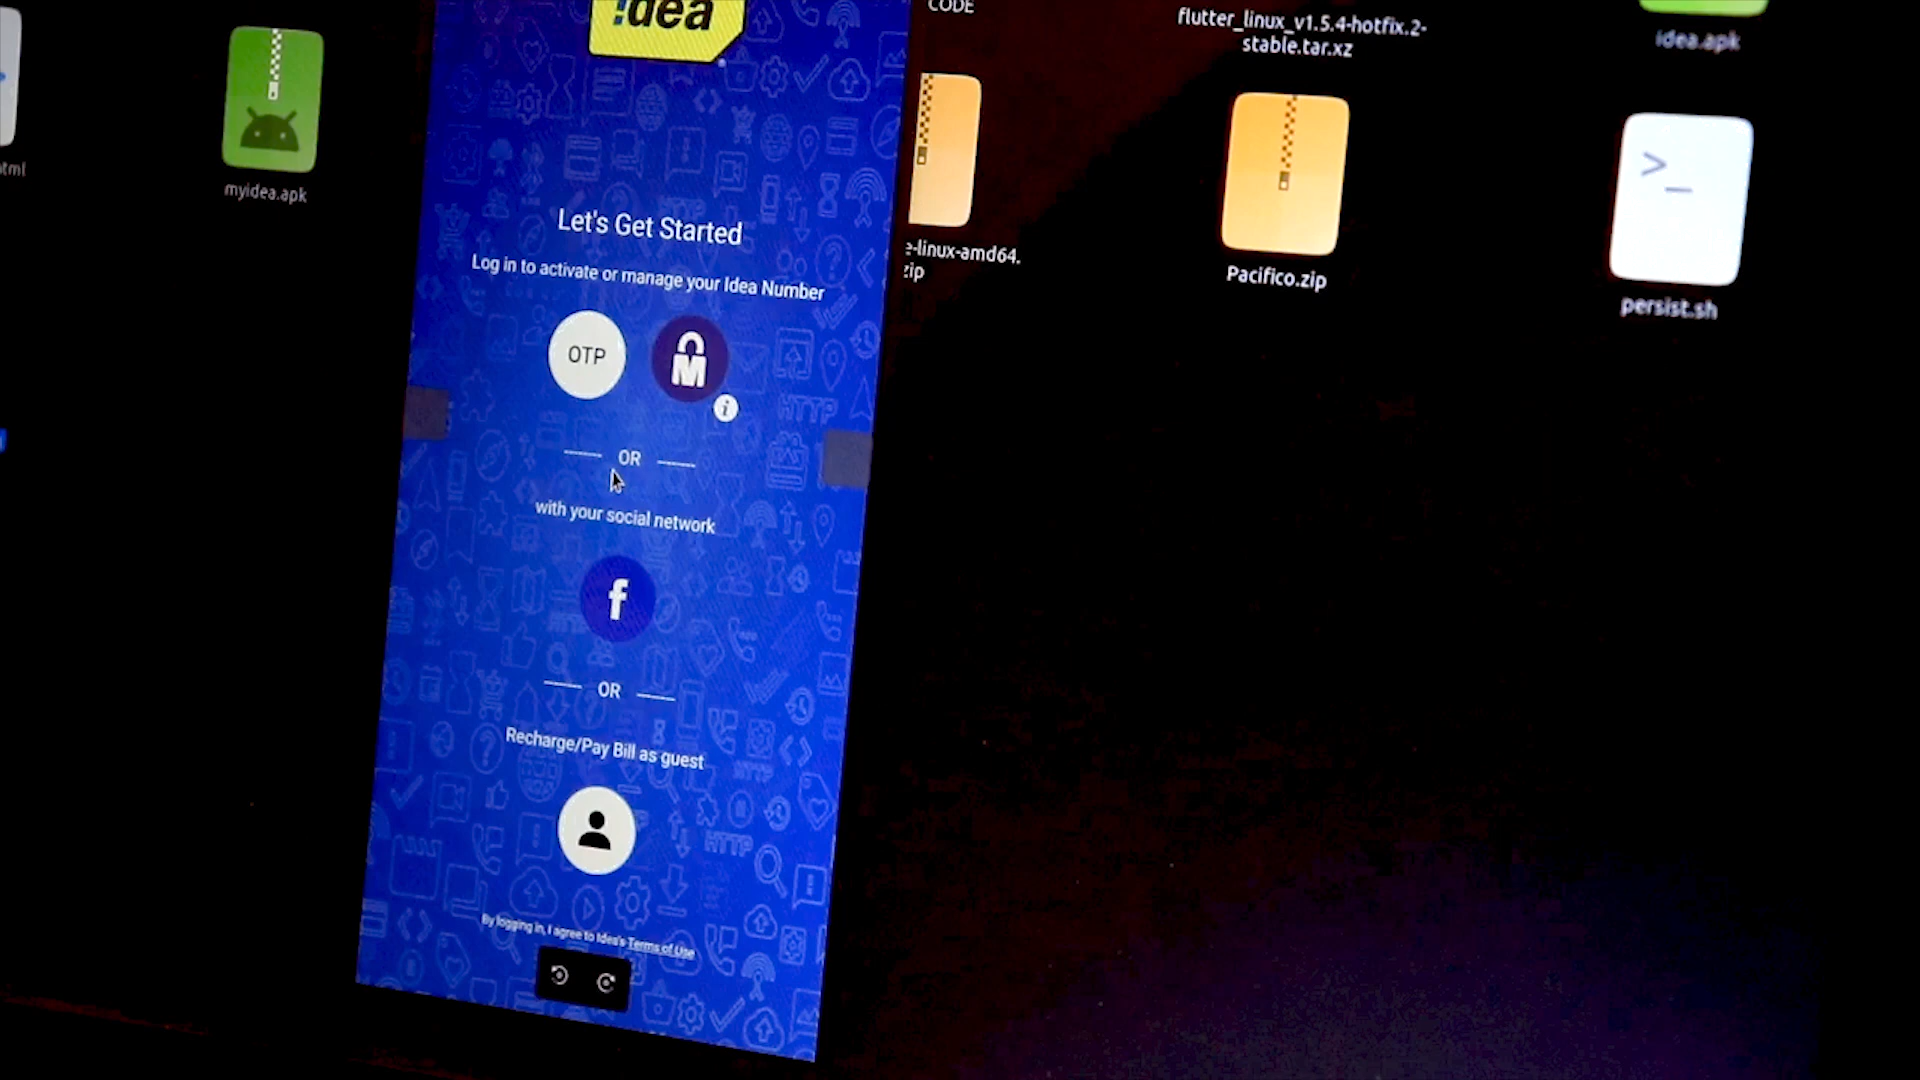 !dea
CODE
flutter_linux_v1.5.4-hotfix.2-
stable.tar.xz
idea.apk
tml
myidea.apk
Let's Get Started
Log in to activate or manage your Idea Number
OTP
M
i
OR
with your social network
f
OR
Recharge/Pay Bill as guest
By logging in, I agree to Idea's Terms of Use
e-linux-amd64.
zip
Pacifico.zip
>_
persist.sh
HTTP
HTTP